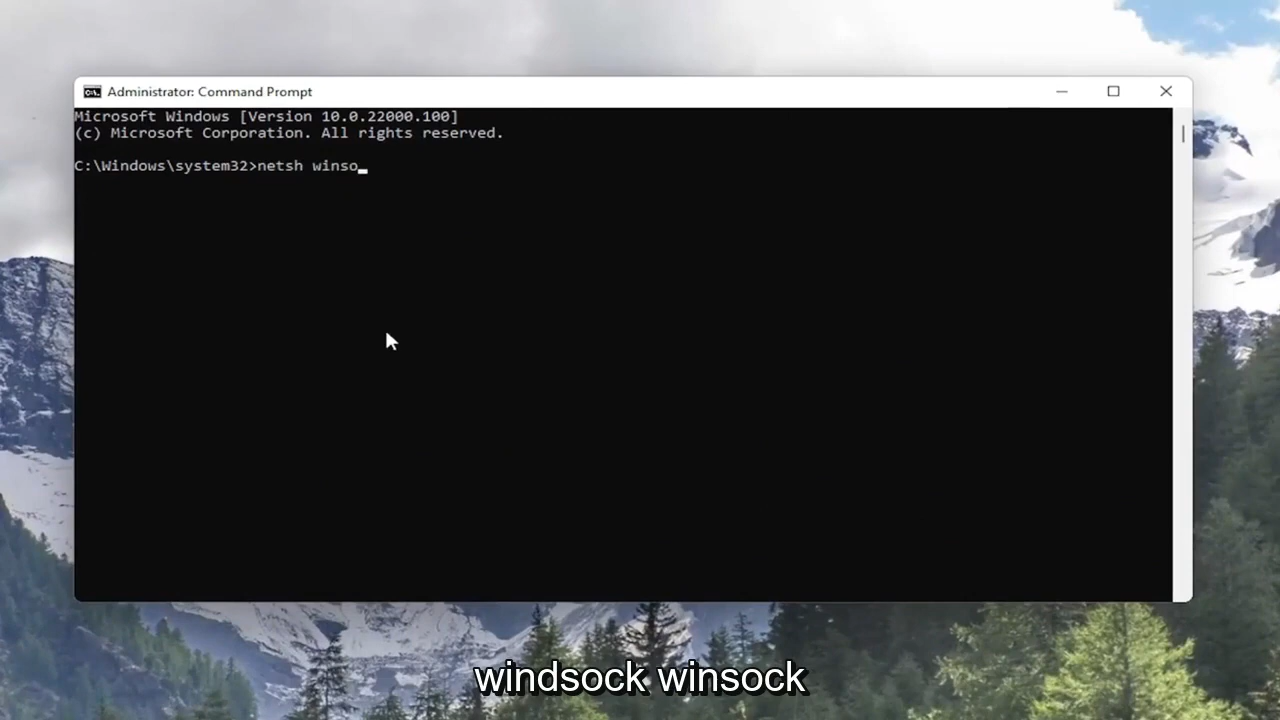 Administrator: Command Prompt
Microsoft Windows [Version 10.0.22000.100]
(c) Microsoft Corporation. All rights reserved.
C:\Windows\system32>netsh winso
windsock winsock